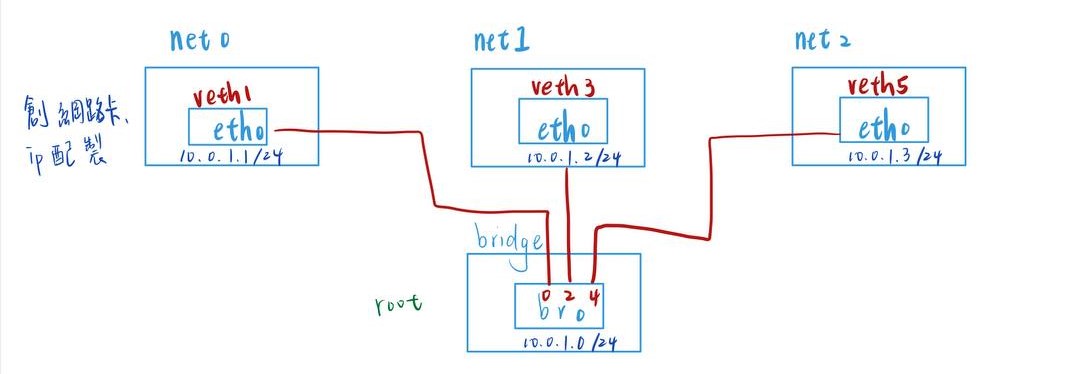 net 0
net 1
net 2
創網路卡、
ip配製
veth1
eth0
10.0.1.1/24
veth3
eth0
10.0.1.2/24
veth5
eth0
10.0.1.3/24
bridge
root
0 2 4
br0
10.0.1.0/24